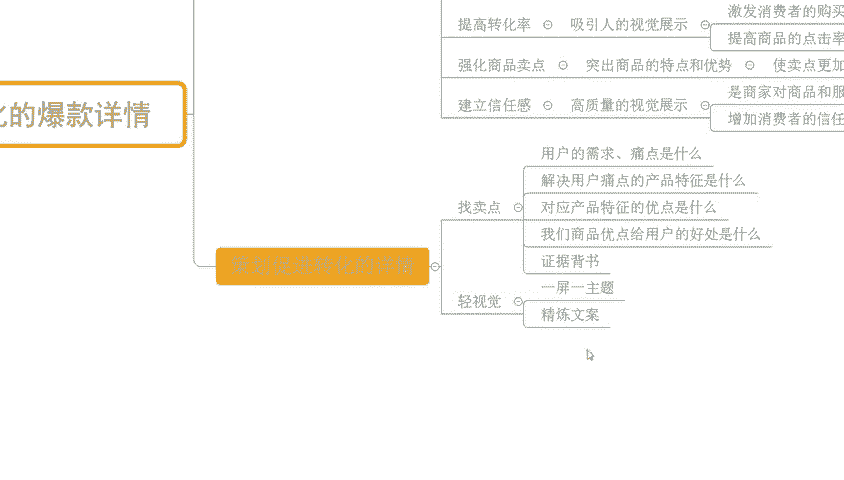 激发消费者的购买
提高转化率
吸引人的视觉展示
提高商品的点击率
强化商品卖点
突出商品的特点和优势
使卖点更加
是商家对商品和服
建立信任感
高质量的视觉展示
增加消费者的信任
化的爆款详情
用户的需求、痛点是什么
解决用户痛点的产品特征是什么
找卖点
对应产品特征的优点是什么
我们商品优点给用户的好处是什么
证据背书
一屏一主题
轻视觉
精炼文案